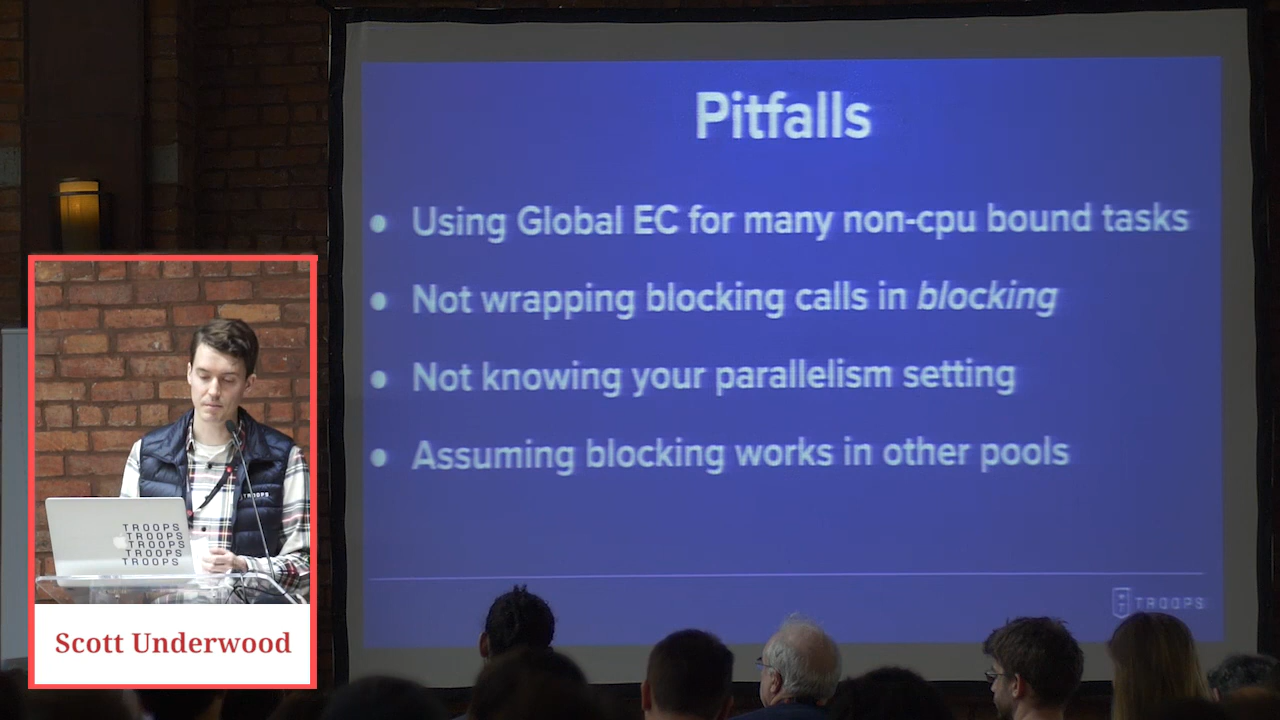 Pitfalls
Using Global EC for many non-cpu bound tasks
Not wrapping blocking calls in blocking
Not knowing your parallelism setting
Assuming blocking works in other pools
TROOPS
TROOPS
TROOPS
TROOPS
TROOPS
TROOPS
TROOPS
Scott Underwood